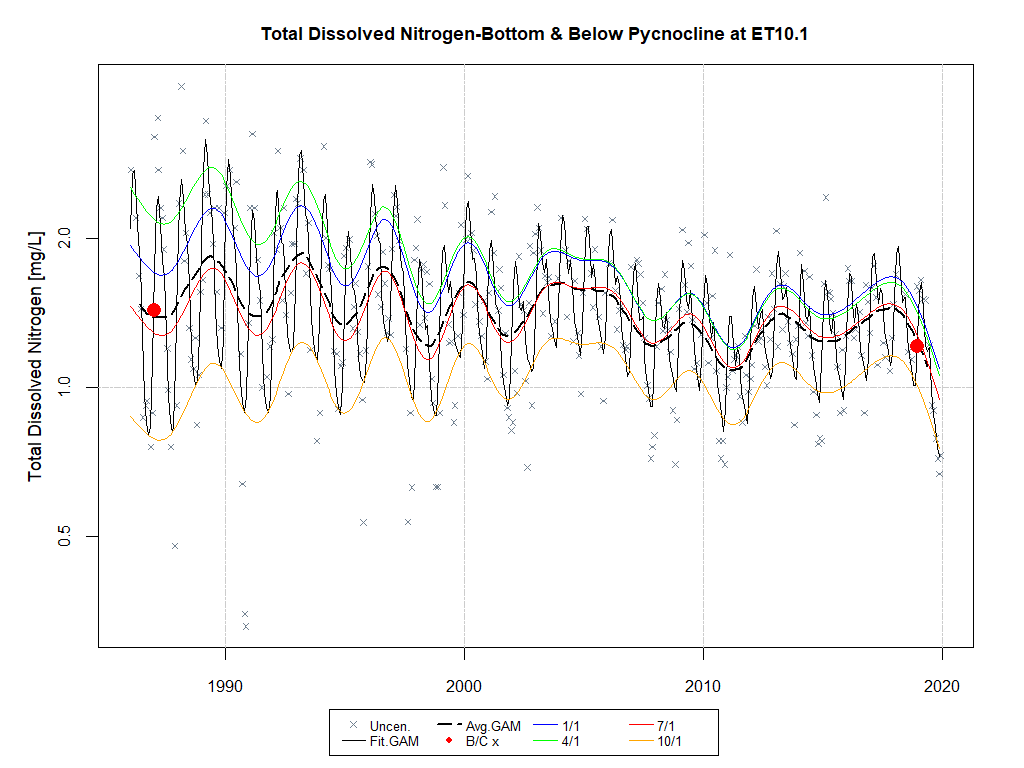 Total Dissolved Nitrogen-Bottom & Below Pycnocline at ET10.1
Total Dissolved Nitrogen [mg/L]
2.0
1.0
0.5
1990 2000 2010 2020
Uncen. Avg.GAM 1/1 7/1
Fit.GAM B/C x 4/1 10/1